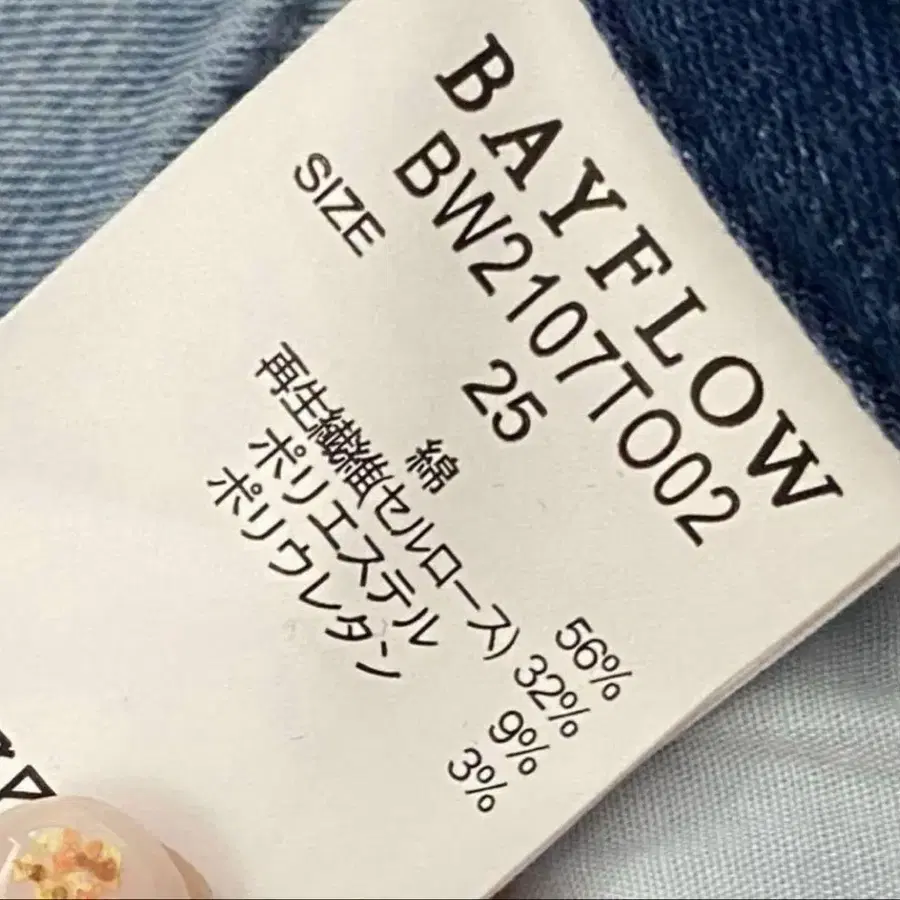 BAYFLOW
BW2107TO02
SIZE 25
綿 56%
再生繊維(セルロース) 32%
ポリエステル 9%
ポリウレタン 3%